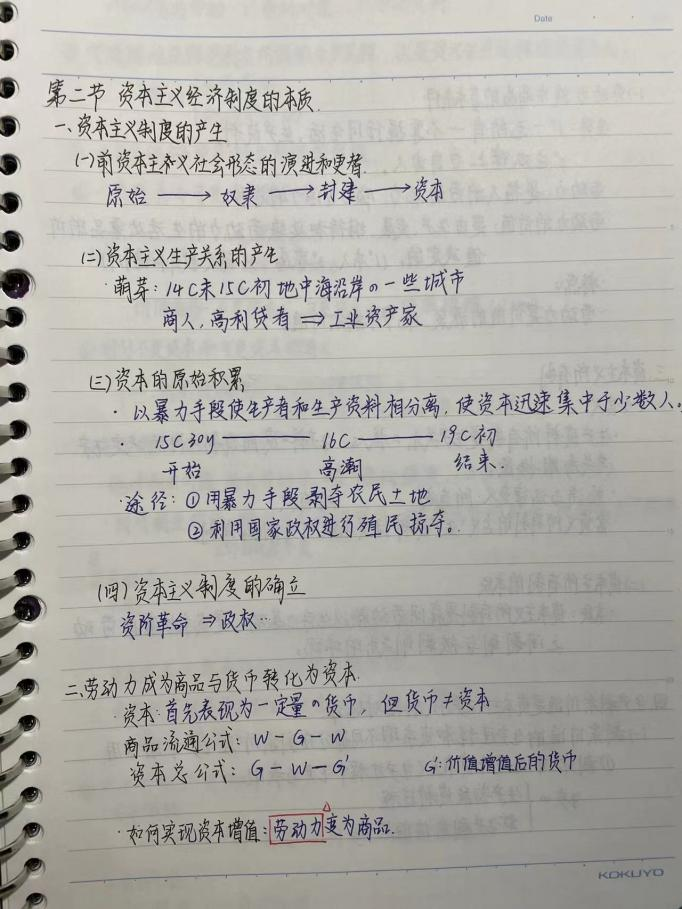 Date
第二节 资本主义经济制度的本质.
一、资本主义制度的产生
(一)前资本主义社会形态的演进和更替.
原始 → 奴隶 → 封建 → 资本
(二)资本主义生产关系的产生
·萌芽: 14C末15C初地中海沿岸の一些城市
商人,高利贷者 ⇒ 工业资产家
(三)资本的原始积累
·以暴力手段使生产者和生产资料相分离,使资本迅速集中于少数人。
· 15C30y —— 16C —— 19C初
开始 高潮 结束.
·途径: ①用暴力手段剥夺农民土地
②利用国家政权进行殖民掠夺。
(四)资本主义制度的确立
资阶革命 ⇒ 政权…
二、劳动力成为商品与货币转化为资本
·资本:首先表现为一定量の货币, 但货币≠资本
商品流通公式: W-G-W
资本总公式: G-W-G' G':价值增值后的货币
·如何实现资本增值:劳动力变为商品.
KOKUYO